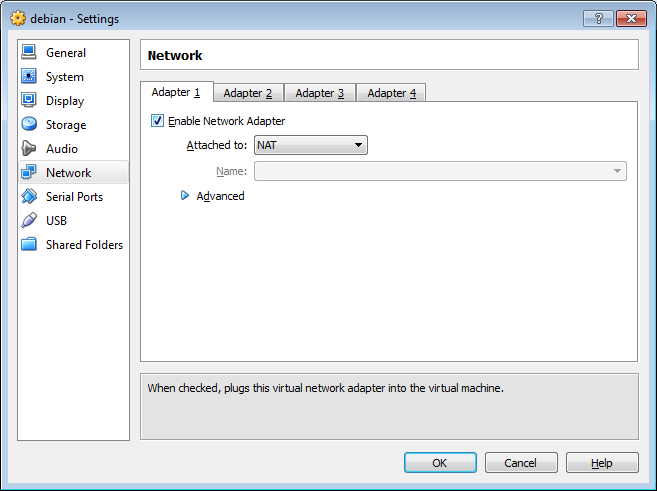 debian - Settings
?
General
System
Display
Storage
Audio
Network
Serial Ports
USB
Shared Folders
Network
Adapter 1 Adapter 2 Adapter 3 Adapter 4
Enable Network Adapter
Attached to: NAT
Name:
Advanced
When checked, plugs this virtual network adapter into the virtual machine.
OK Cancel Help